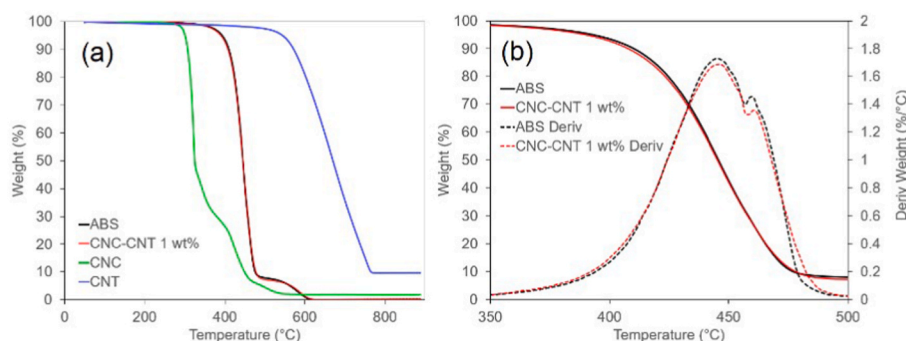 (a)
100
90
80
70
60
50
40
30
20
10
0
Weight (%)
ABS
CNC-CNT 1 wt%
CNC
CNT
0 200 400 600 800
Temperature (°C)
(b)
100
90
80
70
60
50
40
30
20
10
0
Weight (%)
ABS
CNC-CNT 1 wt%
ABS Deriv
CNC-CNT 1 wt% Deriv
2
1.8
1.6
1.4
1.2
1
0.8
0.6
0.4
0.2
0
Deriv Weight (%/°C)
350 400 450 500
Temperature (°C)